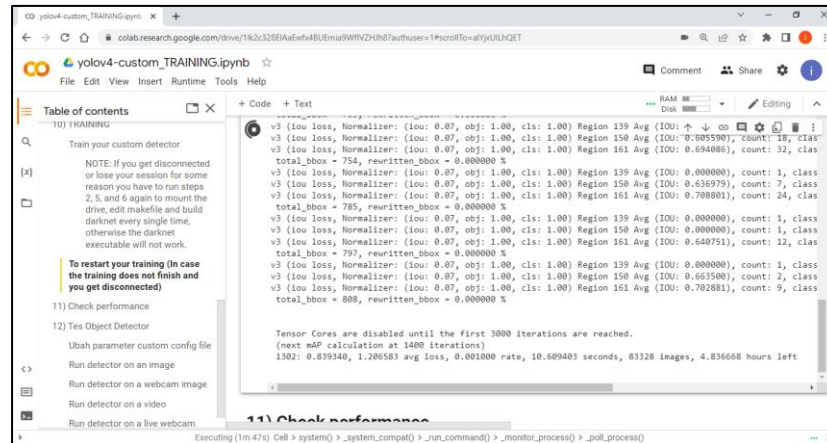 yolov4-custom_TRAINING.ipynb
colab.research.google.com/drive/
yolov4-custom_TRAINING.ipynb
Comment
Share
File Edit View Insert Runtime Tools Help
+ Code + Text
RAM
Disk
Editing
Table of contents
10) TRAINING
Train your custom detector
NOTE: If you get disconnected
or lose your session for some
reason you have to run steps
2, 5, and 6 again to mount the
drive, edit makefile and build
darknet every single time,
otherwise the darknet
executable will not work.
To restart your training (In case
the training does not finish and
you get disconnected)
11) Check performance
12) Tes Object Detector
Ubah parameter custom config file
Run detector on an image
Run detector on a webcam image
Run detector on a video
Run detector on a live webcam
v3 (iou loss, Normalizer: (iou: 0.07, obj: 1.00, cls: 1.00) Region 139 Avg (IOU:
v3 (iou loss, Normalizer: (iou: 0.07, obj: 1.00, cls: 1.00) Region 150 Avg (IOU: 0.605590), count: 18, clas
v3 (iou loss, Normalizer: (iou: 0.07, obj: 1.00, cls: 1.00) Region 161 Avg (IOU: 0.694086), count: 32, clas
total_bbox = 754, rewritten_bbox = 0.000000 %
v3 (iou loss, Normalizer: (iou: 0.07, obj: 1.00, cls: 1.00) Region 139 Avg (IOU: 0.000000), count: 1, class
v3 (iou loss, Normalizer: (iou: 0.07, obj: 1.00, cls: 1.00) Region 150 Avg (IOU: 0.636979), count: 7, class
v3 (iou loss, Normalizer: (iou: 0.07, obj: 1.00, cls: 1.00) Region 161 Avg (IOU: 0.708801), count: 24, clas
total_bbox = 785, rewritten_bbox = 0.000000 %
v3 (iou loss, Normalizer: (iou: 0.07, obj: 1.00, cls: 1.00) Region 139 Avg (IOU: 0.000000), count: 1, class
v3 (iou loss, Normalizer: (iou: 0.07, obj: 1.00, cls: 1.00) Region 150 Avg (IOU: 0.000000), count: 1, class
v3 (iou loss, Normalizer: (iou: 0.07, obj: 1.00, cls: 1.00) Region 161 Avg (IOU: 0.640751), count: 12, clas
total_bbox = 797, rewritten_bbox = 0.000000 %
v3 (iou loss, Normalizer: (iou: 0.07, obj: 1.00, cls: 1.00) Region 139 Avg (IOU: 0.000000), count: 1, class
v3 (iou loss, Normalizer: (iou: 0.07, obj: 1.00, cls: 1.00) Region 150 Avg (IOU: 0.663500), count: 2, class
v3 (iou loss, Normalizer: (iou: 0.07, obj: 1.00, cls: 1.00) Region 161 Avg (IOU: 0.702881), count: 9, class
total_bbox = 808, rewritten_bbox = 0.000000 %
Tensor Cores are disabled until the first 3000 iterations are reached.
(next mAP calculation at 1400 iterations)
1302: 0.839340, 1.206583 avg loss, 0.001000 rate, 10.609403 seconds, 83328 images, 4.836668 hours left
11) Check performance
Executing (1m 47s) Cell > system() > _system_compat() > _run_command() > _monitor_process() > _poll_process()